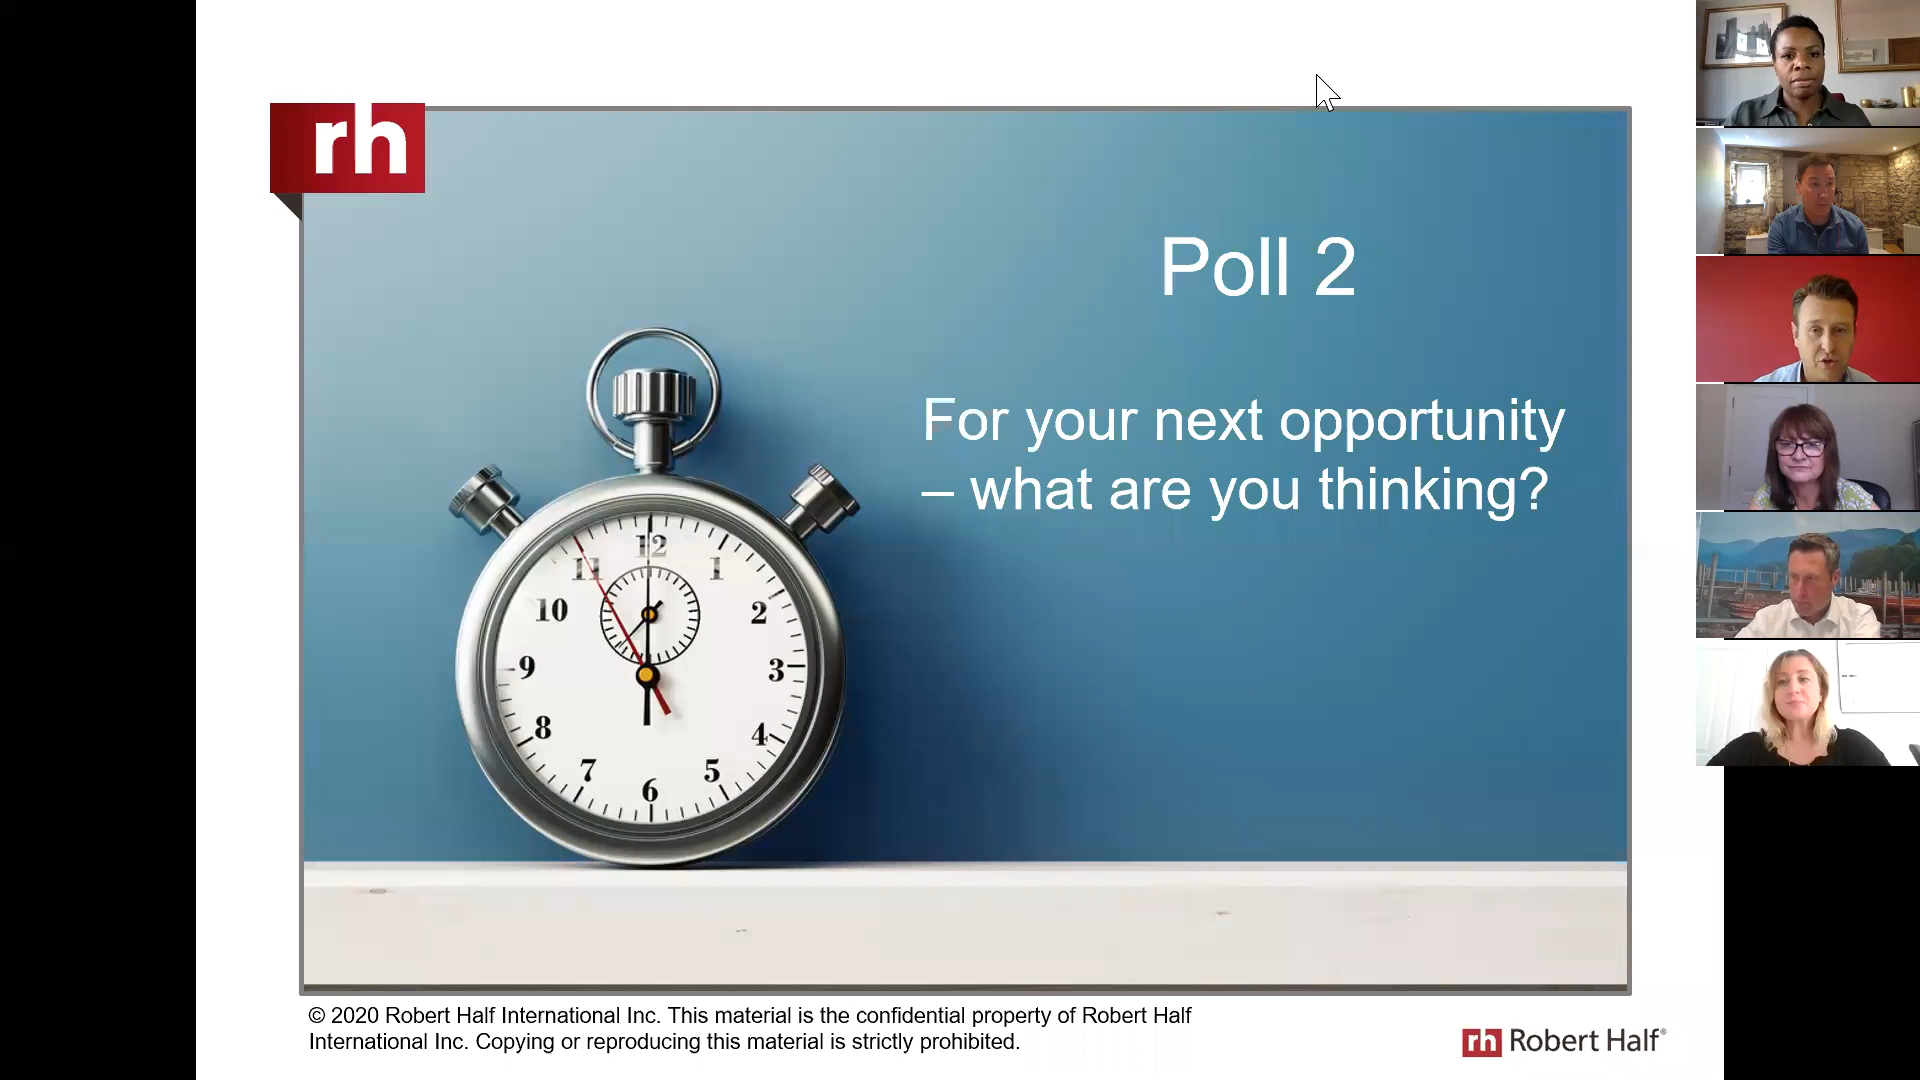 rh
Poll 2
For your next opportunity
– what are you thinking?
12
11
1
10
2
9
3
8
4
7
5
6
© 2020 Robert Half International Inc. This material is the confidential property of Robert Half
International Inc. Copying or reproducing this material is strictly prohibited.
rh Robert Half®